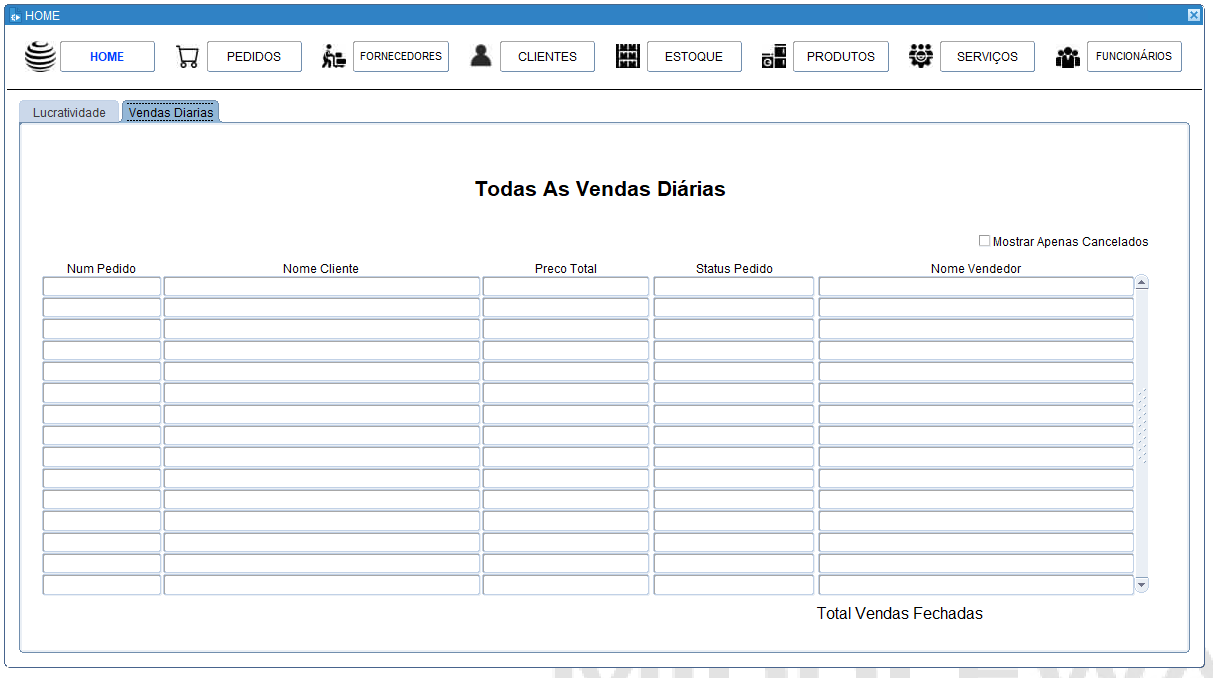 HOME
HOME PEDIDOS FORNECEDORES CLIENTES ESTOQUE PRODUTOS SERVIÇOS FUNCIONÁRIOS
Lucratividade Vendas Diarias
Todas As Vendas Diárias
Mostrar Apenas Cancelados
Num Pedido Nome Cliente Preco Total Status Pedido Nome Vendedor
Total Vendas Fechadas